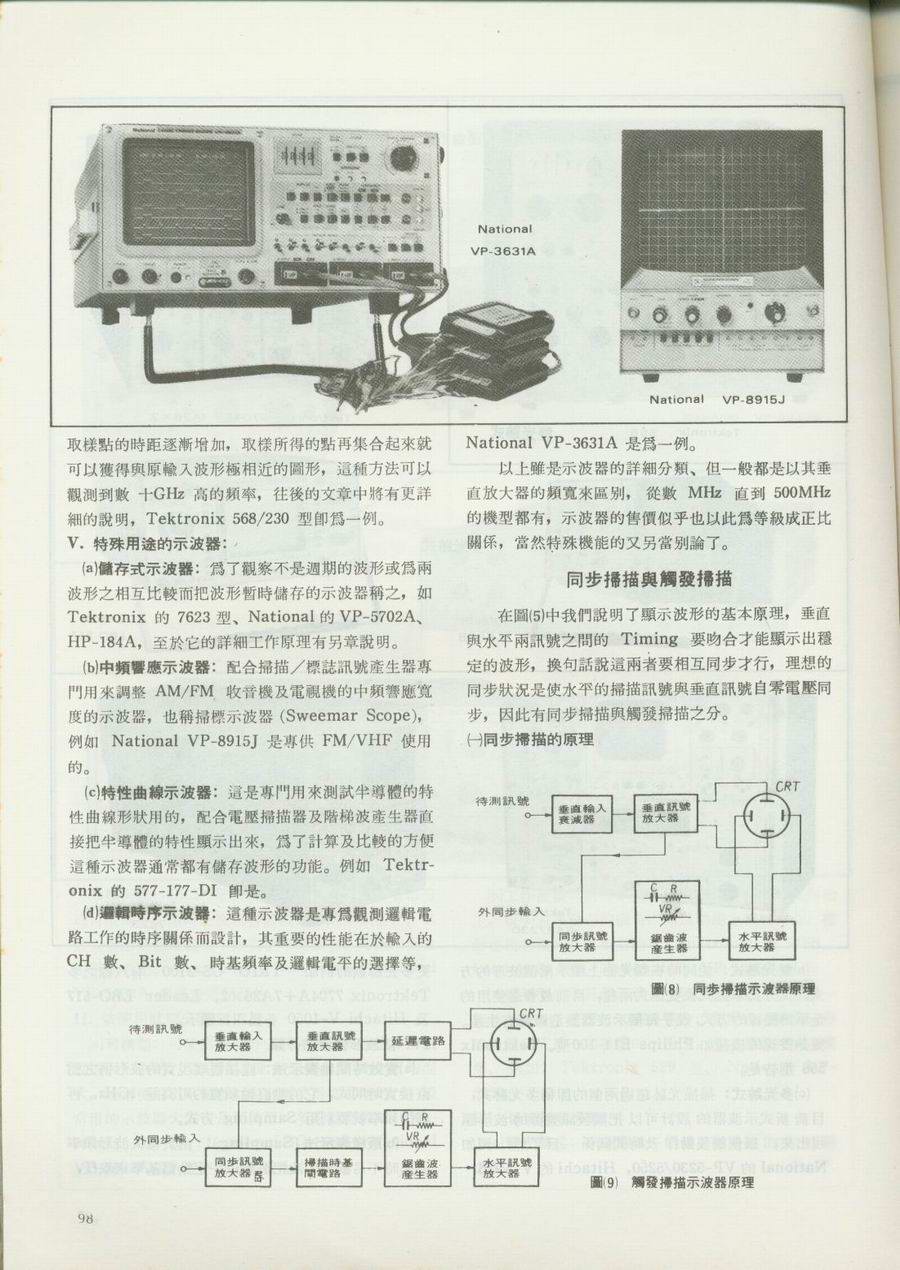 National
VP-3631A
National VP-8915J
取樣點的時距逐漸增加，取樣所得的點再集合起來就
可以獲得與原輸入波形極相近的圖形，這種方法可以
觀測到數 十GHz 高的頻率，往後的文章中將有更詳
細的說明，Tektronix 568/230 型卽爲一例。
V．特殊用途的示波器：
(a)儲存式示波器：爲了觀察不是週期的波形或爲兩
波形之相互比較而把波形暫時儲存的示波器稱之，如
Tektronix 的 7623 型、National 的 VP-5702A、
HP-184A，至於它的詳細工作原理有另章說明。
(b)中頻響應示波器：配合掃描／標誌訊號產生器專
門用來調整 AM/FM 收音機及電視機的中頻響應寬
度的示波器，也稱掃標示波器 (Sweemar Scope)，
例如 National VP-8915J 是專供 FM/VHF 使用
的。
(c)特性曲線示波器：這是專門用來測試半導體的特
性曲線形狀用的，配合電壓掃描器及階梯波產生器直
接把半導體的特性顯示出來，爲了計算及比較的方便
這種示波器通常都有儲存波形的功能。例如 Tektr-
onix 的 577-177-DI 卽是。
(d)邏輯時序示波器：這種示波器是專爲觀測邏輯電
路工作的時序關係而設計，其重要的性能在於輸入的
CH 數、Bit 數、時基頻率及邏輯電平的選擇等，
National VP-3631A 是爲一例。
以上雖是示波器的詳細分類、但一般都是以其垂
直放大器的頻寬來區別，從數 MHz 直到 500MHz
的機型都有，示波器的售價似乎也以此爲等級成正比
關係，當然特殊機能的又另當別論了。
同步掃描與觸發掃描
在圖(5)中我們說明了顯示波形的基本原理，垂直
與水平兩訊號之間的 Timing 要吻合才能顯示出穩
定的波形，換句話說這兩者要相互同步才行，理想的
同步狀況是使水平的掃描訊號與垂直訊號自零電壓同
步，因此有同步掃描與觸發掃描之分。
㈠同步掃描的原理
待測訊號
垂直輸入
衰減器
垂直訊號
放大器
CRT
外同步輸入
同步訊號
放大器
C R
VR
鋸齒波
產生器
水平訊號
放大器
圖(8) 同步掃描示波器原理
待測訊號
垂直輸入
放大器
垂直訊號
放大器
延遲電路
CRT
外同步輸入
同步訊號
放大器
掃描時基
閘電路
C R
VR
鋸齒波
產生器
水平訊號
放大器
圖(9) 觸發掃描示波器原理
98